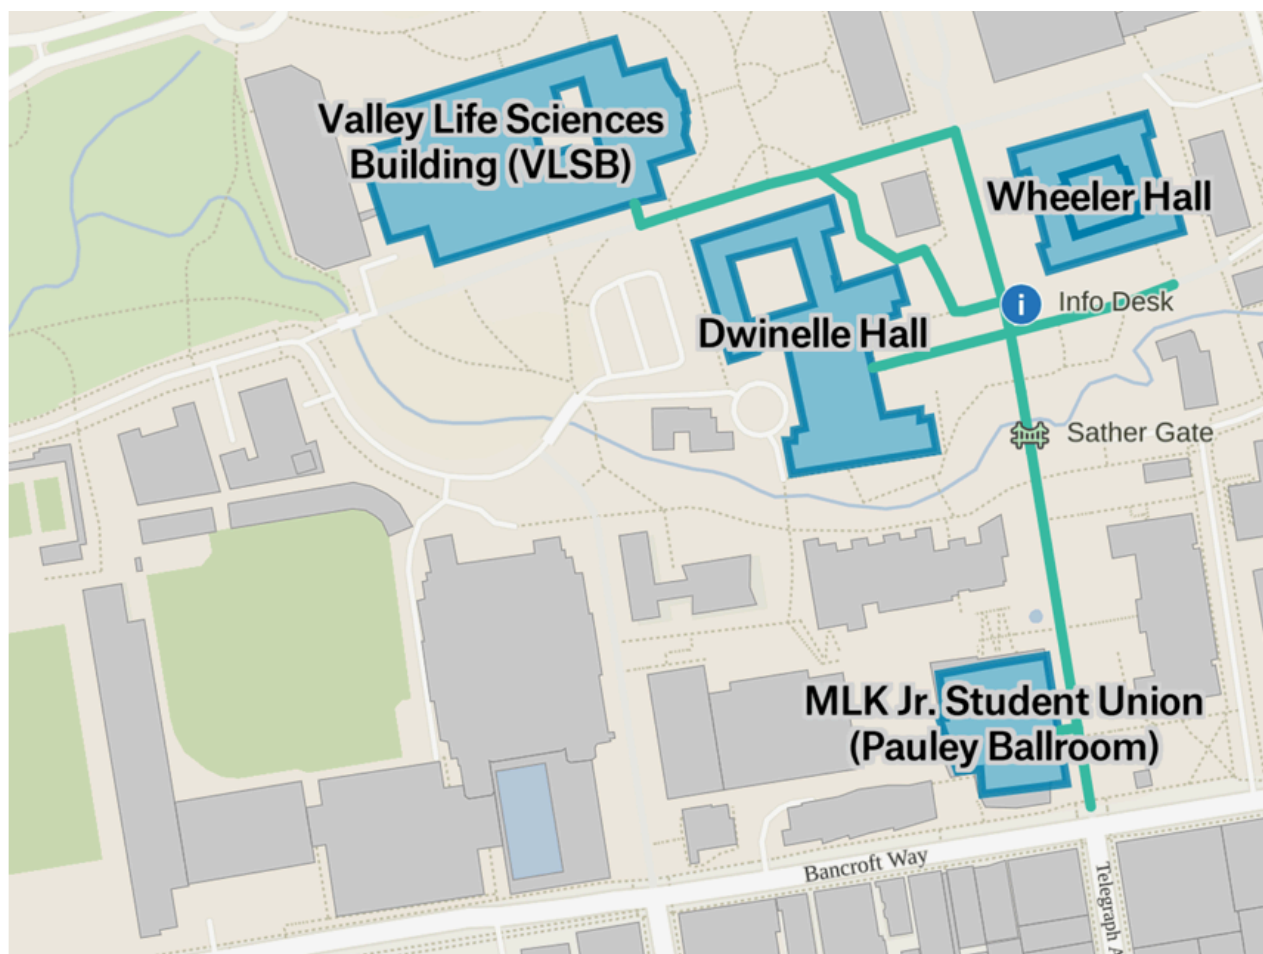 Valley Life Sciences
Building (VLSB)
Wheeler Hall
i
Info Desk
Dwinelle Hall
Sather Gate
MLK Jr. Student Union
(Pauley Ballroom)
Bancroft Way
Telegraph A